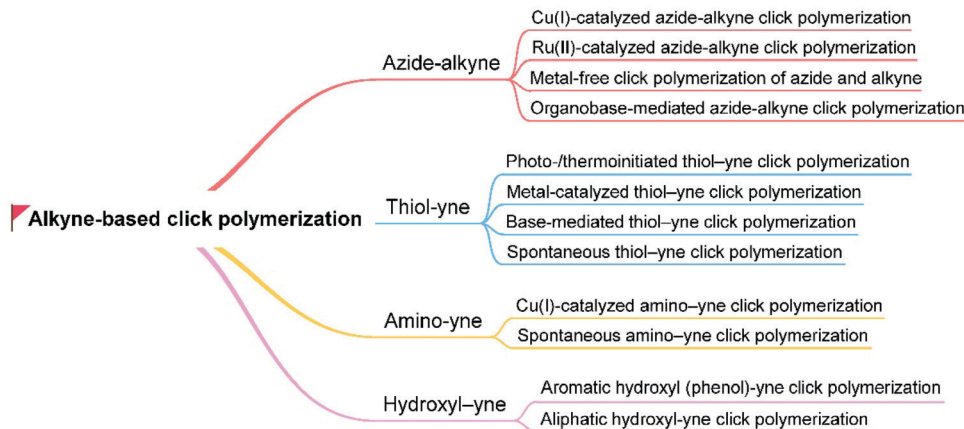 Alkyne-based click polymerization
Azide-alkyne
Cu(I)-catalyzed azide-alkyne click polymerization
Ru(II)-catalyzed azide-alkyne click polymerization
Metal-free click polymerization of azide and alkyne
Organobase-mediated azide-alkyne click polymerization
Thiol-yne
Photo-/thermoinitiated thiol–yne click polymerization
Metal-catalyzed thiol–yne click polymerization
Base-mediated thiol–yne click polymerization
Spontaneous thiol–yne click polymerization
Amino-yne
Cu(I)-catalyzed amino–yne click polymerization
Spontaneous amino–yne click polymerization
Hydroxyl–yne
Aromatic hydroxyl (phenol)-yne click polymerization
Aliphatic hydroxyl-yne click polymerization